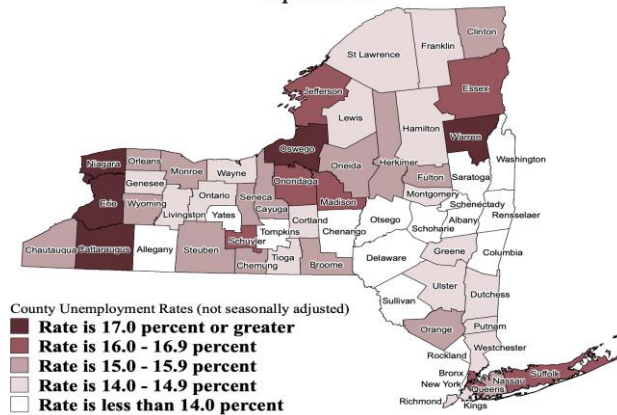 Clinton
Franklin
St Lawrence
Jefferson
Essex
Lewis
Hamilton
Warren
Oswego
Washington
Niagara
Orleans
Monroe
Wayne
Oneida
Herkimer
Fulton
Saratoga
Genesee
Onondaga
Madison
Montgomery
Schenectady
Erie
Wyoming
Livingston
Ontario
Yates
Seneca
Cayuga
Cortland
Otsego
Schoharie
Albany
Rensselaer
Chenango
Chautauqua
Cattaraugus
Allegany
Steuben
Schuyler
Tompkins
Tioga
Chemung
Broome
Delaware
Greene
Columbia
Ulster
Dutchess
Sullivan
Orange
Putnam
Westchester
Rockland
Bronx
New York
Queens
Nassau
Suffolk
Richmond
Kings
County Unemployment Rates (not seasonally adjusted)
Rate is 17.0 percent or greater
Rate is 16.0 - 16.9 percent
Rate is 15.0 - 15.9 percent
Rate is 14.0 - 14.9 percent
Rate is less than 14.0 percent